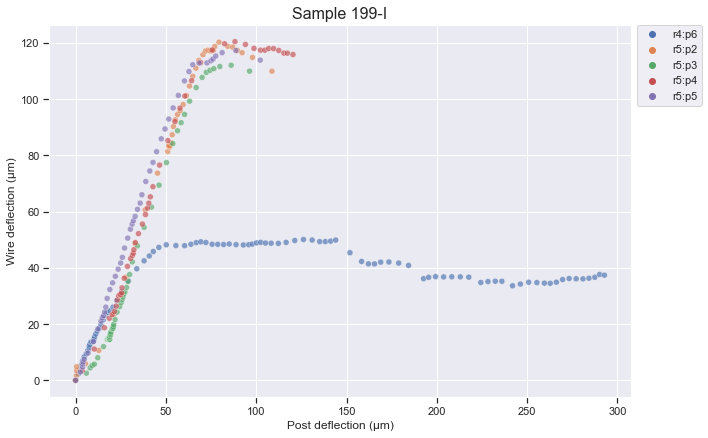 Sample 199-I
Wire deflection (μm)
120
100
80
60
40
20
0
0 50 100 150 200 250 300
Post deflection (μm)
r4:p6
r5:p2
r5:p3
r5:p4
r5:p5